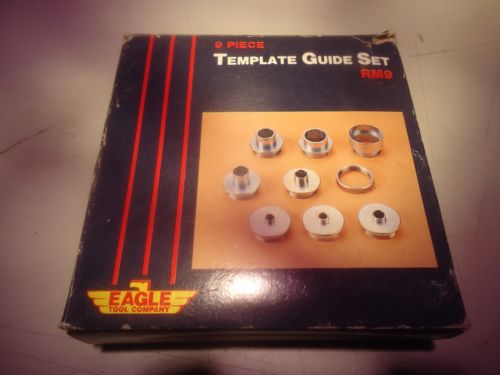 9 PIECE
TEMPLATE GUIDE SET
RM9
EAGLE
TOOL COMPANY